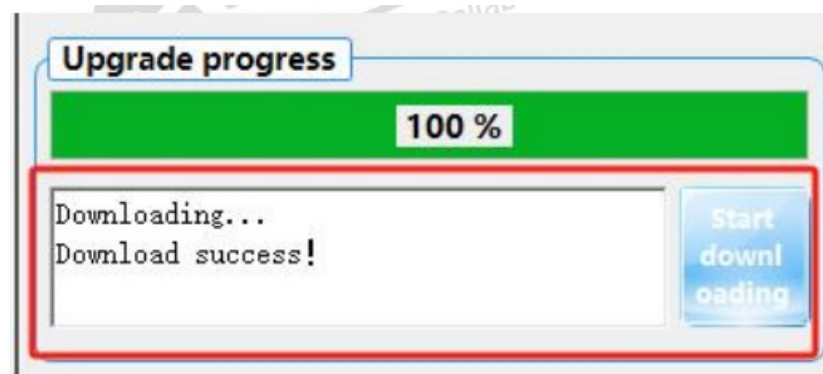 Upgrade progress
100 %
Downloading...
Download success!
Start
downl
oading